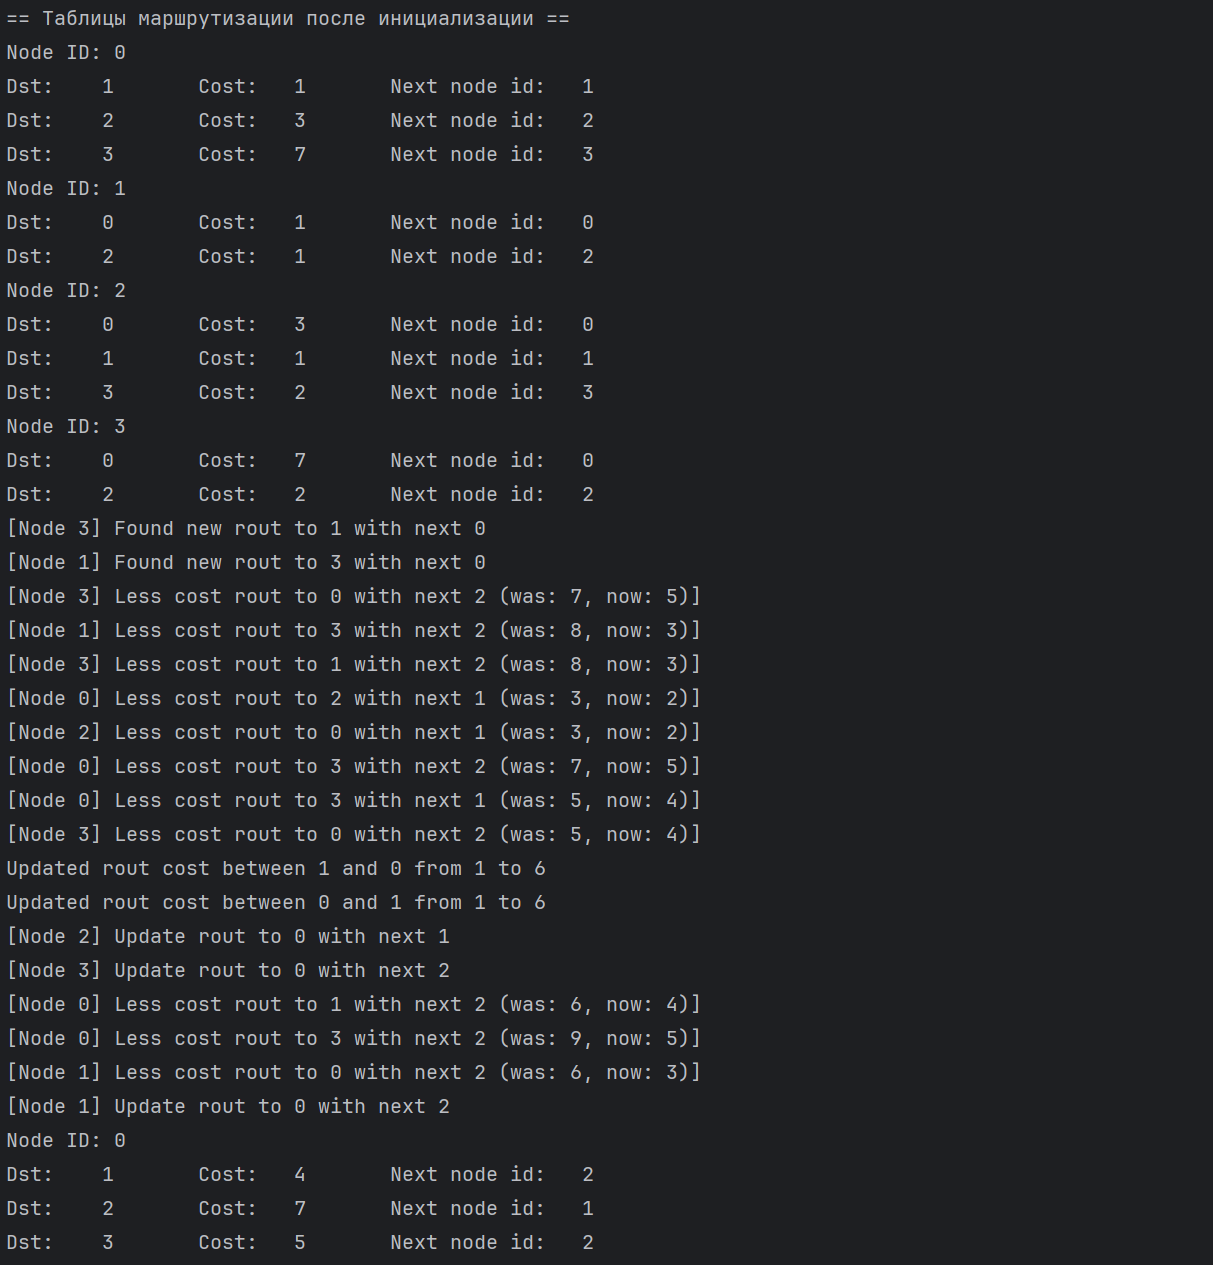 == Таблицы маршрутизации после инициализации ==
Node ID: 0
Dst:    1       Cost:   1       Next node id:   1
Dst:    2       Cost:   3       Next node id:   2
Dst:    3       Cost:   7       Next node id:   3
Node ID: 1
Dst:    0       Cost:   1       Next node id:   0
Dst:    2       Cost:   1       Next node id:   2
Node ID: 2
Dst:    0       Cost:   3       Next node id:   0
Dst:    1       Cost:   1       Next node id:   1
Dst:    3       Cost:   2       Next node id:   3
Node ID: 3
Dst:    0       Cost:   7       Next node id:   0
Dst:    2       Cost:   2       Next node id:   2
[Node 3] Found new rout to 1 with next 0
[Node 1] Found new rout to 3 with next 0
[Node 3] Less cost rout to 0 with next 2 (was: 7, now: 5)]
[Node 1] Less cost rout to 3 with next 2 (was: 8, now: 3)]
[Node 3] Less cost rout to 1 with next 2 (was: 8, now: 3)]
[Node 0] Less cost rout to 2 with next 1 (was: 3, now: 2)]
[Node 2] Less cost rout to 0 with next 1 (was: 3, now: 2)]
[Node 0] Less cost rout to 3 with next 2 (was: 7, now: 5)]
[Node 0] Less cost rout to 3 with next 1 (was: 5, now: 4)]
[Node 3] Less cost rout to 0 with next 2 (was: 5, now: 4)]
Updated rout cost between 1 and 0 from 1 to 6
Updated rout cost between 0 and 1 from 1 to 6
[Node 2] Update rout to 0 with next 1
[Node 3] Update rout to 0 with next 2
[Node 0] Less cost rout to 1 with next 2 (was: 6, now: 4)]
[Node 0] Less cost rout to 3 with next 2 (was: 9, now: 5)]
[Node 1] Less cost rout to 0 with next 2 (was: 6, now: 3)]
[Node 1] Update rout to 0 with next 2
Node ID: 0
Dst:    1       Cost:   4       Next node id:   2
Dst:    2       Cost:   7       Next node id:   1
Dst:    3       Cost:   5       Next node id:   2